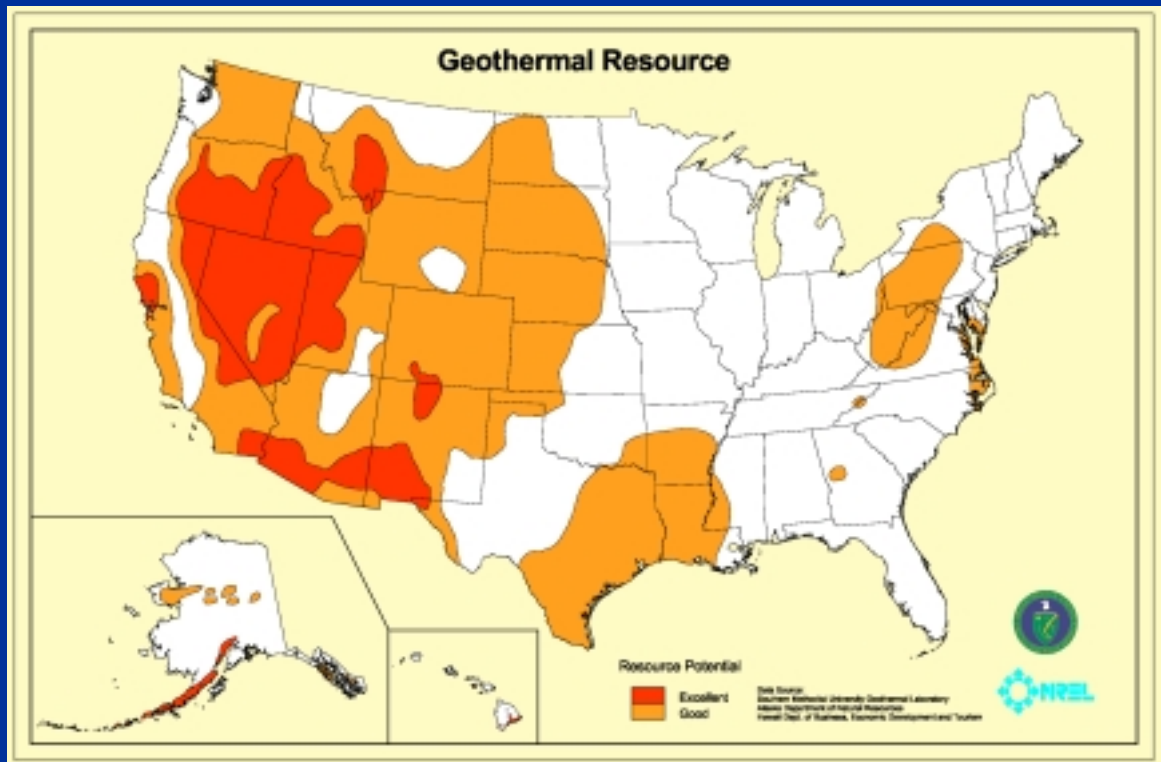 Geothermal Resource
Resource Potential
Excellent
Good
Data Source:
Southern Methodist University Geothermal Laboratory
Alaska Department of Natural Resources
Hawaii Dept. of Business, Economic Development and Tourism
NREL